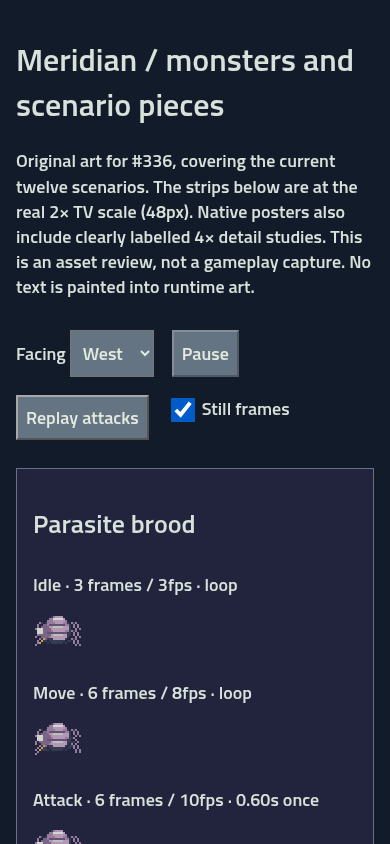 Meridian / monsters and
scenario pieces
Original art for #336, covering the current
twelve scenarios. The strips below are at the
real 2× TV scale (48px). Native posters also
include clearly labelled 4× detail studies. This
is an asset review, not a gameplay capture. No
text is painted into runtime art.
Facing West Pause
Replay attacks Still frames
Parasite brood
Idle · 3 frames / 3fps · loop
Move · 6 frames / 8fps · loop
Attack · 6 frames / 10fps · 0.60s once